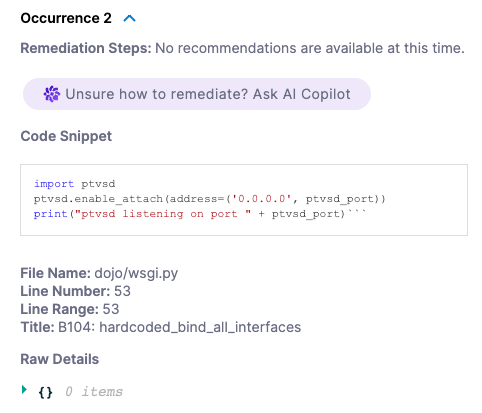 Occurrence 2
Remediation Steps: No recommendations are available at this time.
Unsure how to remediate? Ask AI Copilot
Code Snippet
import ptvsd
ptvsd.enable_attach(address=('0.0.0.0', ptvsd_port))
print("ptvsd listening on port " + ptvsd_port)```
File Name: dojo/wsgi.py
Line Number: 53
Line Range: 53
Title: B104: hardcoded_bind_all_interfaces
Raw Details
{} 0 items